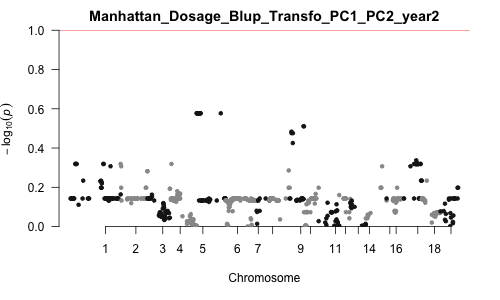 Manhattan_Dosage_Blup_Transfo_PC1_PC2_year2
1.0
0.8
0.6
0.4
0.2
0.0
− log10(p)
1 2 3 4 5 6 7 9 11 14 16 18
Chromosome